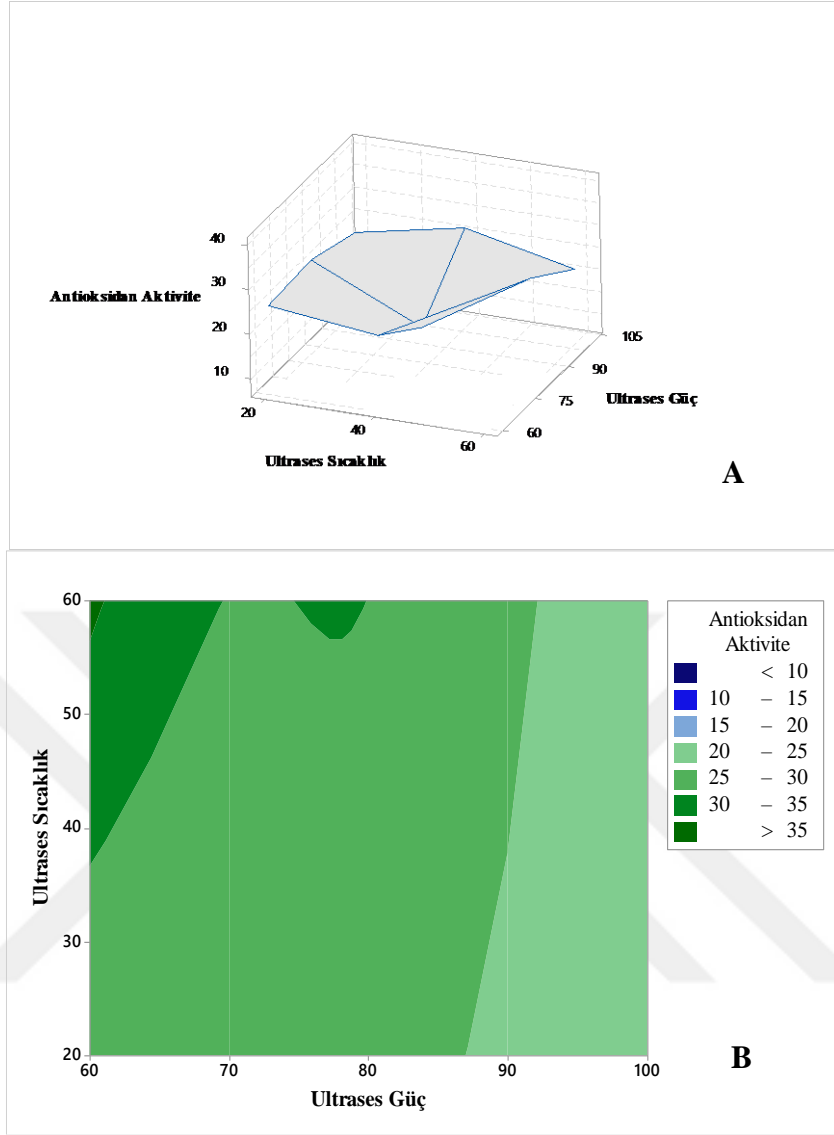 40
30
Antioksidan Aktivite
20
10
20
40
60
Ultrases Sıcaklık
105
90
75
60
Ultrases Güç
A
60
50
40
30
20
Ultrases Sıcaklık
60 70 80 90 100
Ultrases Güç
Antioksidan
Aktivite
< 10
10 – 15
15 – 20
20 – 25
25 – 30
30 – 35
> 35
B